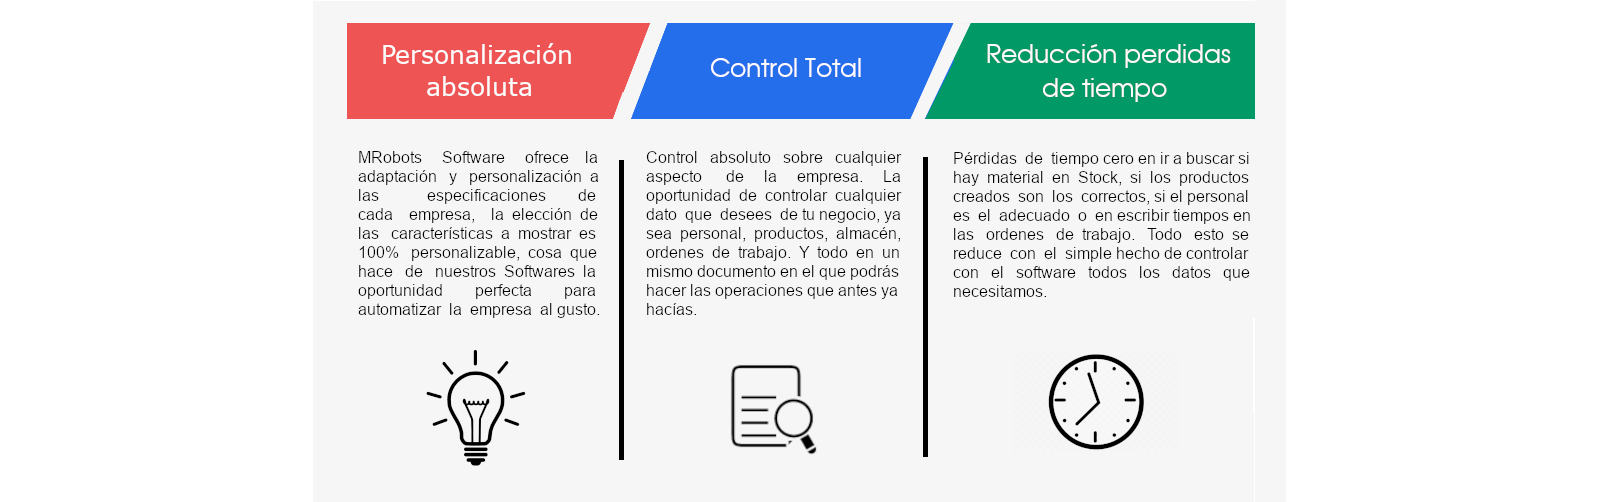 Personalización
absoluta
Control Total
Reducción perdidas
de tiempo
MRobots Software ofrece la
adaptación y personalización a
las especificaciones de
cada empresa, la elección de
las características a mostrar es
100% personalizable, cosa que
hace de nuestros Softwares la
oportunidad perfecta para
automatizar la empresa al gusto.
Control absoluto sobre cualquier
aspecto de la empresa. La
oportunidad de controlar cualquier
dato que desees de tu negocio, ya
sea personal, productos, almacén,
ordenes de trabajo. Y todo en un
mismo documento en el que podrás
hacer las operaciones que antes ya
hacías.
Pérdidas de tiempo cero en ir a buscar si
hay material en Stock, si los productos
creados son los correctos, si el personal
es el adecuado o en escribir tiempos en
las ordenes de trabajo. Todo esto se
reduce con el simple hecho de controlar
con el software todos los datos que
necesitamos.